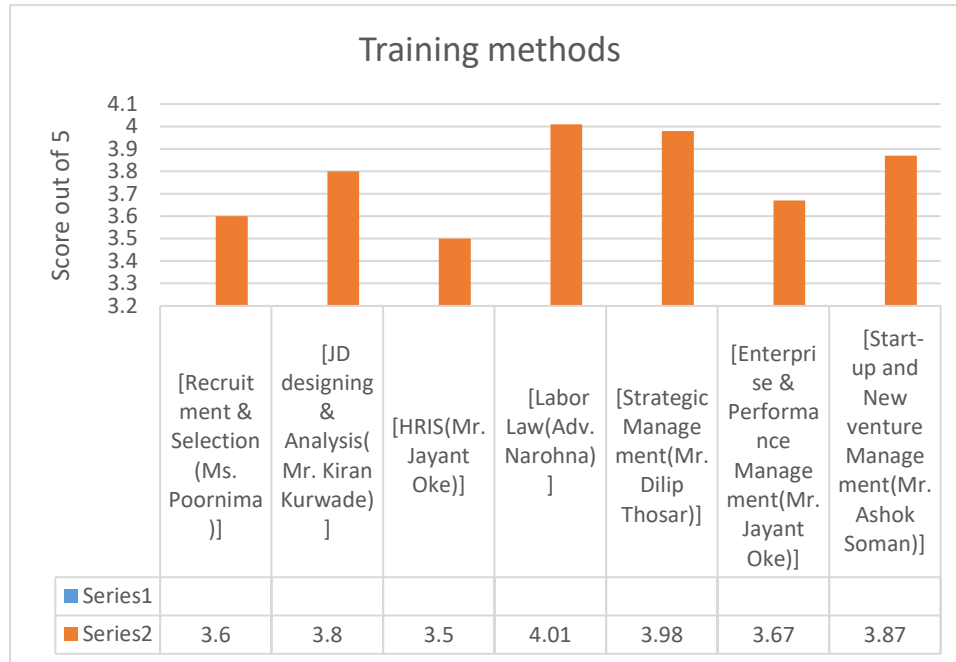 Training methods
Score out of 5
4.1
4
3.9
3.8
3.7
3.6
3.5
3.4
3.3
3.2
[Recruit
ment &
Selection
(Ms.
Poornima
)]
[JD
designing
&
Analysis(
Mr. Kiran
Kurwade)
]
[HRIS(Mr.
Jayant
Oke)]
[Labor
Law(Adv.
Narohna)
]
[Strategic
Manage
ment(Mr.
Dilip
Thosar)]
[Enterpri
se &
Performa
nce
Manage
ment(Mr.
Jayant
Oke)]
[Start-
up and
New
venture
Manage
ment(Mr.
Ashok
Soman)]
Series1
Series2 3.6 3.8 3.5 4.01 3.98 3.67 3.87